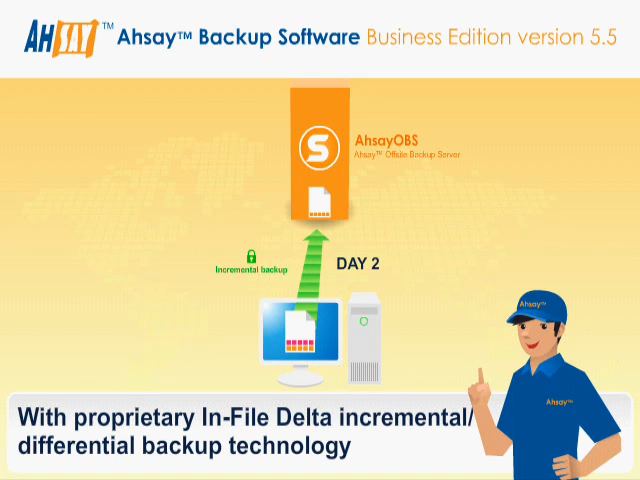 AHSAY™ Ahsay™ Backup Software Business Edition version 5.5
S
AhsayOBS
Ahsay™ Offsite Backup Server
Incremental backup
DAY 2
Ahsay™
Ahsay™
With proprietary In-File Delta incremental/
differential backup technology